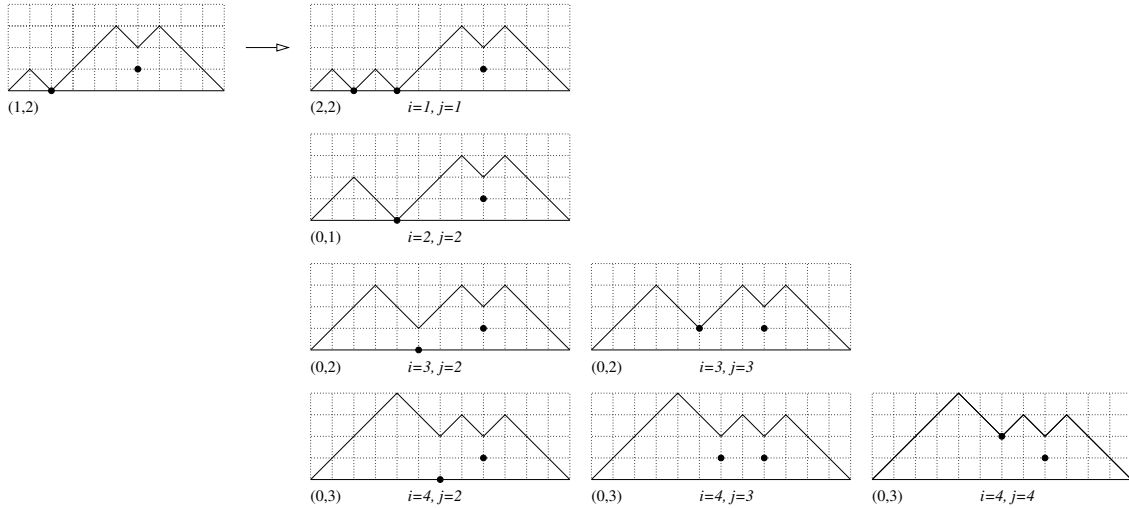 (1,2)
(2,2) i=1, j=1
(0,1) i=2, j=2
(0,2) i=3, j=2 (0,2) i=3, j=3
(0,3) i=4, j=2 (0,3) i=4, j=3 (0,3) i=4, j=4